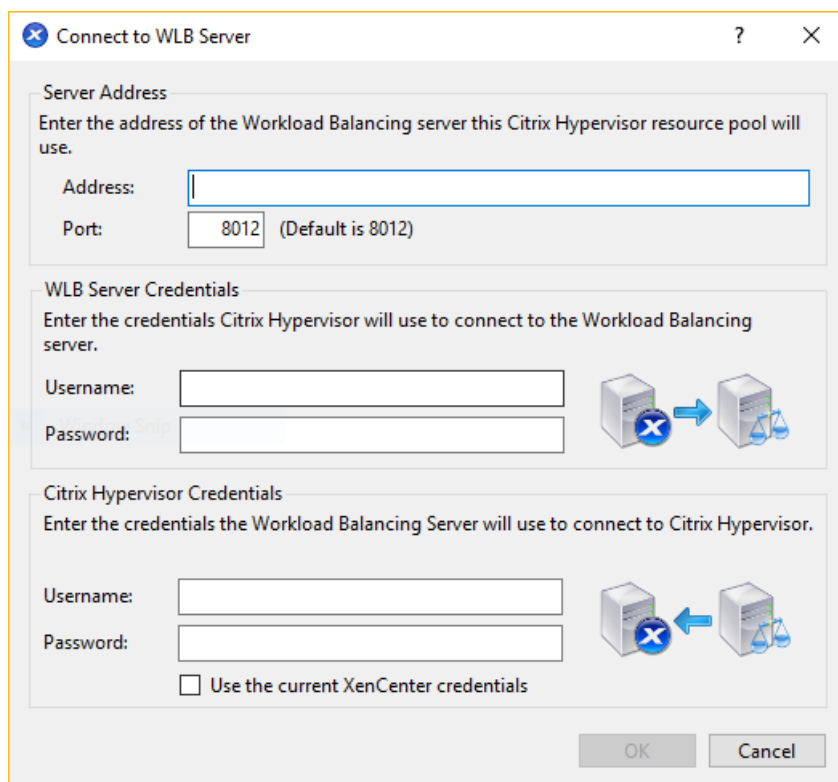 Connect to WLB Server
?
Server Address
Enter the address of the Workload Balancing server this Citrix Hypervisor resource pool will
use.
Address:
Port: 8012 (Default is 8012)
WLB Server Credentials
Enter the credentials Citrix Hypervisor will use to connect to the Workload Balancing
server.
Username:
Window Snip
Password:
Citrix Hypervisor Credentials
Enter the credentials the Workload Balancing Server will use to connect to Citrix Hypervisor.
Username:
Password:
Use the current XenCenter credentials
OK Cancel